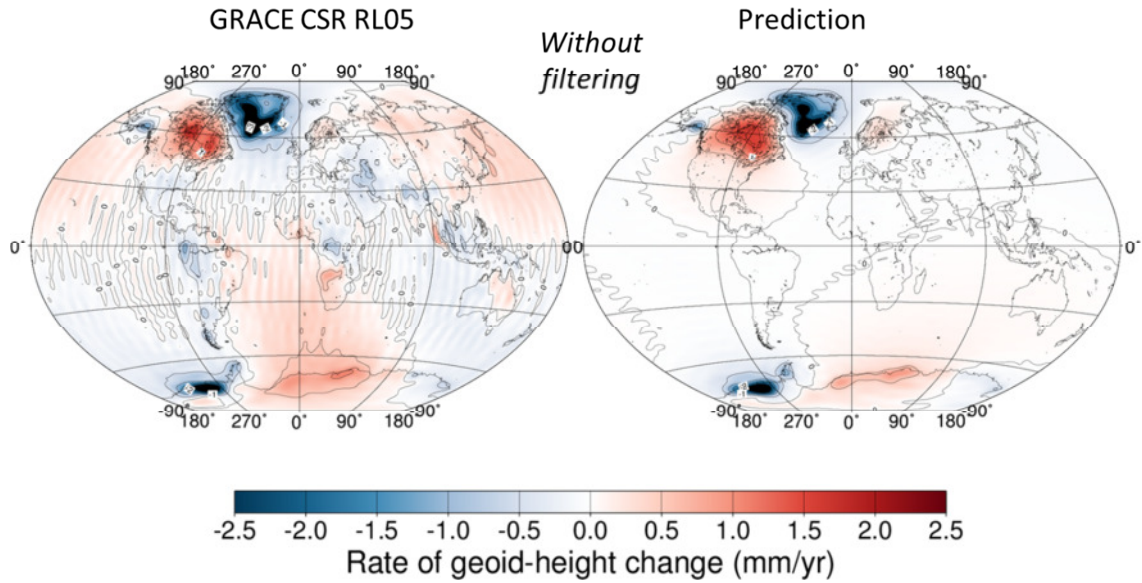 GRACE CSR RL05
Without
filtering
Prediction
90˚ 180˚ 270˚ 0˚ 90˚ 180˚ 90˚
0˚
-90˚ 180˚ 270˚ 0˚ 90˚ 180˚ -90˚
90˚ 180˚ 270˚ 0˚ 90˚ 180˚ 90˚
0˚ 0˚
-90˚ 180˚ 270˚ 0˚ 90˚ 180˚ -90˚
-2.5 -2.0 -1.5 -1.0 -0.5 0.0 0.5 1.0 1.5 2.0 2.5
Rate of geoid-height change (mm/yr)